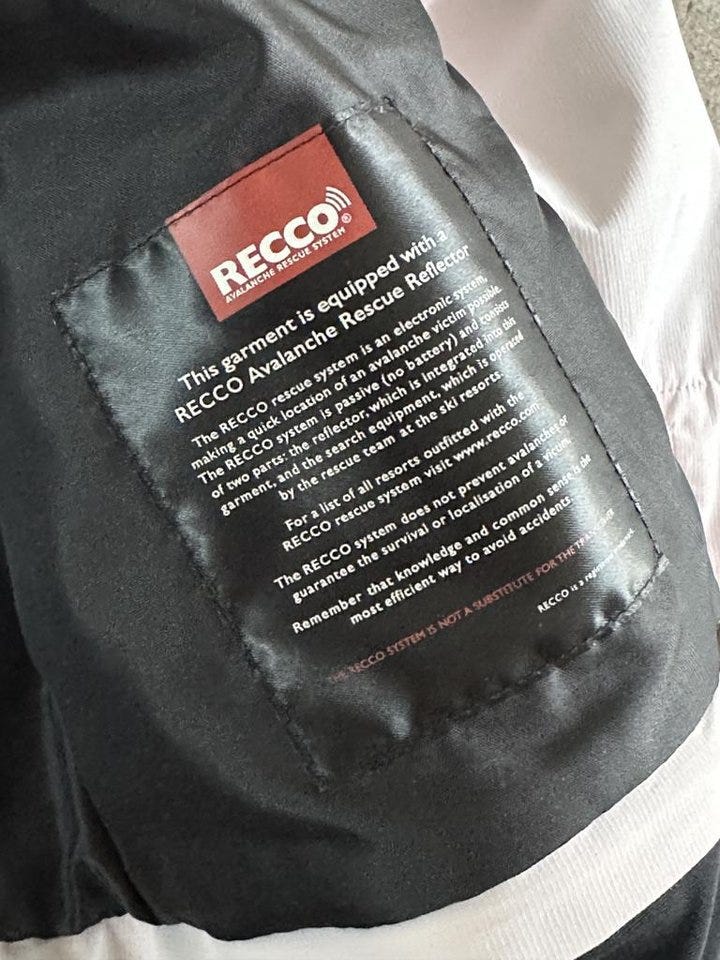 RECCO®
AVALANCHE RESCUE SYSTEM
This garment is equipped with a
RECCO Avalanche Rescue Reflector
The RECCO rescue system is an electronic system,
making a quick location of an avalanche victim possible.
The RECCO system is passive (no battery) and consists
of two parts: the reflector, which is integrated into this
garment, and the search equipment, which is operated
by the rescue team at the ski resorts.
For a list of all resorts outfitted with the
RECCO rescue system visit www.recco.com
The RECCO system does not prevent avalanches or
guarantee the survival or localisation of a victim.
Remember that knowledge and common sense is the
most efficient way to avoid accidents.
THE RECCO SYSTEM IS NOT A SUBSTITUTE FOR THE
RECCO is a registered